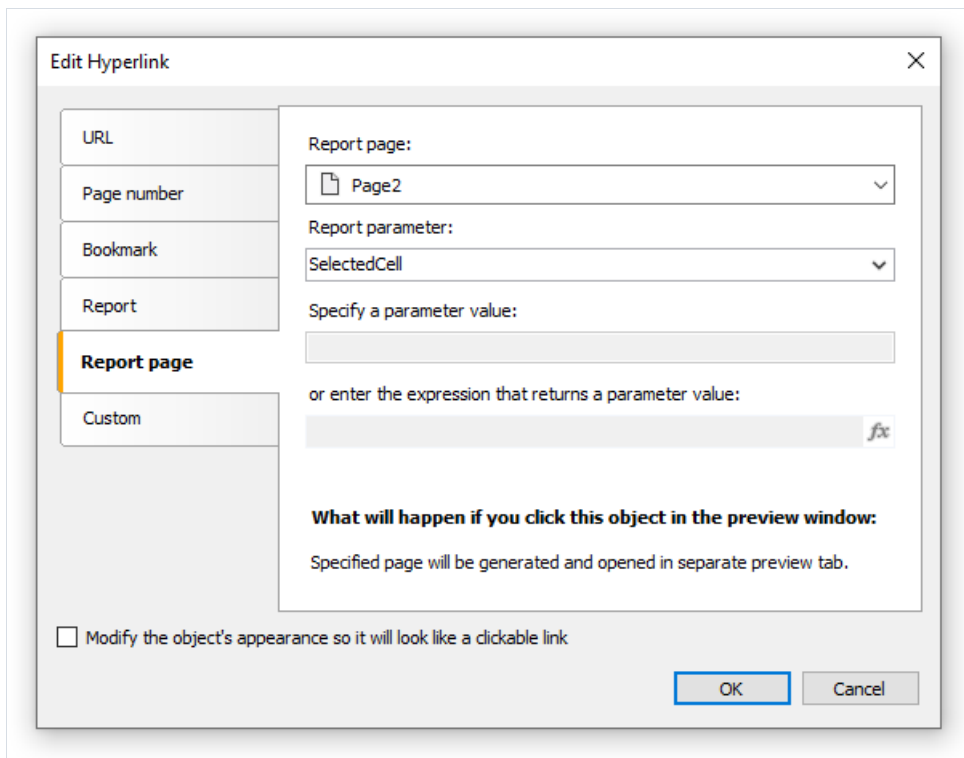 Edit Hyperlink
URL
Page number
Bookmark
Report
Report page
Custom
Report page:
Page2
Report parameter:
SelectedCell
Specify a parameter value:
or enter the expression that returns a parameter value:
fx
What will happen if you click this object in the preview window:
Specified page will be generated and opened in separate preview tab.
Modify the object's appearance so it will look like a clickable link
OK
Cancel